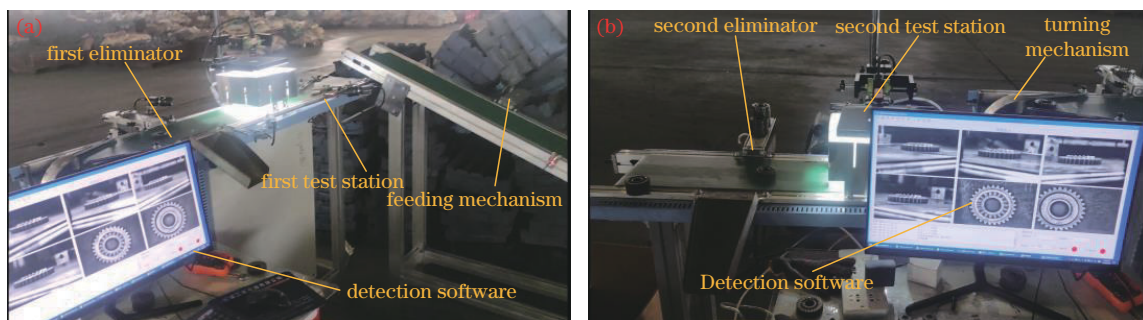 (a)
first eliminator
first test station
feeding mechanism
detection software
(b)
second eliminator
second test station
turning
mechanism
Detection software